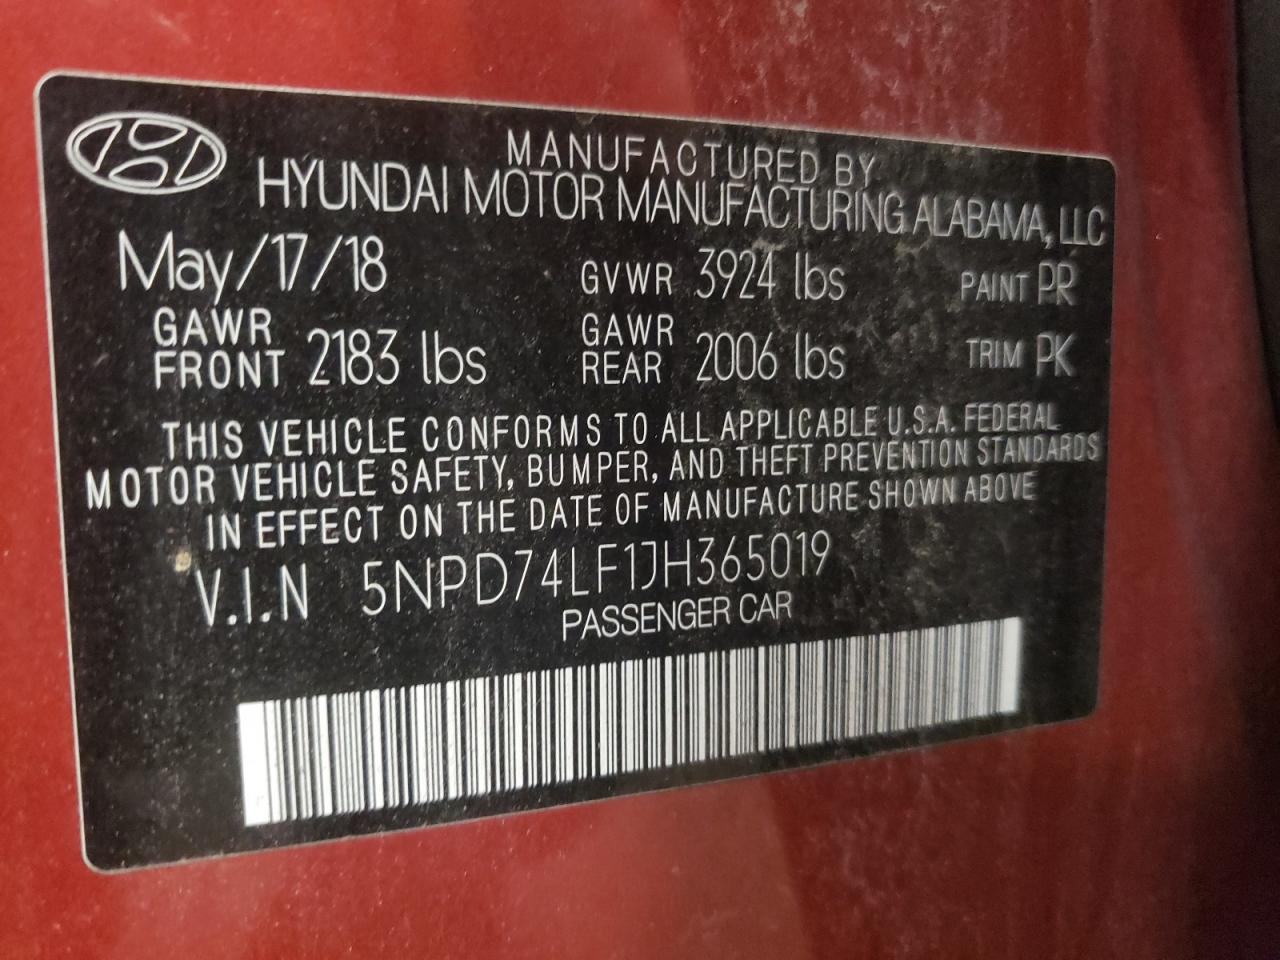 MANUFACTURED BY
HYUNDAI MOTOR MANUFACTURING ALABAMA, LLC
May/17/18 GVWR 3924 lbs PAINT PR
GAWR FRONT 2183 lbs GAWR REAR 2006 lbs TRIM PK
THIS VEHICLE CONFORMS TO ALL APPLICABLE U.S.A. FEDERAL
MOTOR VEHICLE SAFETY, BUMPER, AND THEFT PREVENTION STANDARDS
IN EFFECT ON THE DATE OF MANUFACTURE SHOWN ABOVE
V.I.N 5NPD74LF1JH365019
PASSENGER CAR